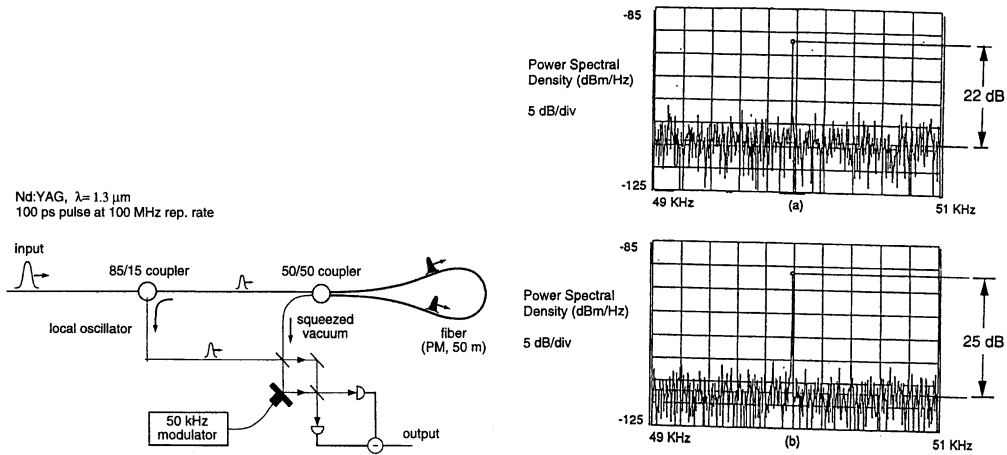 Nd:YAG, λ= 1.3 μm
100 ps pulse at 100 MHz rep. rate
input
85/15 coupler
50/50 coupler
local oscillator
squeezed
vacuum
fiber
(PM, 50 m)
50 kHz
modulator
output
-85
Power Spectral
Density (dBm/Hz)
5 dB/div
22 dB
-125
49 KHz
(a)
51 KHz
-85
Power Spectral
Density (dBm/Hz)
5 dB/div
25 dB
-125
49 KHz
(b)
51 KHz